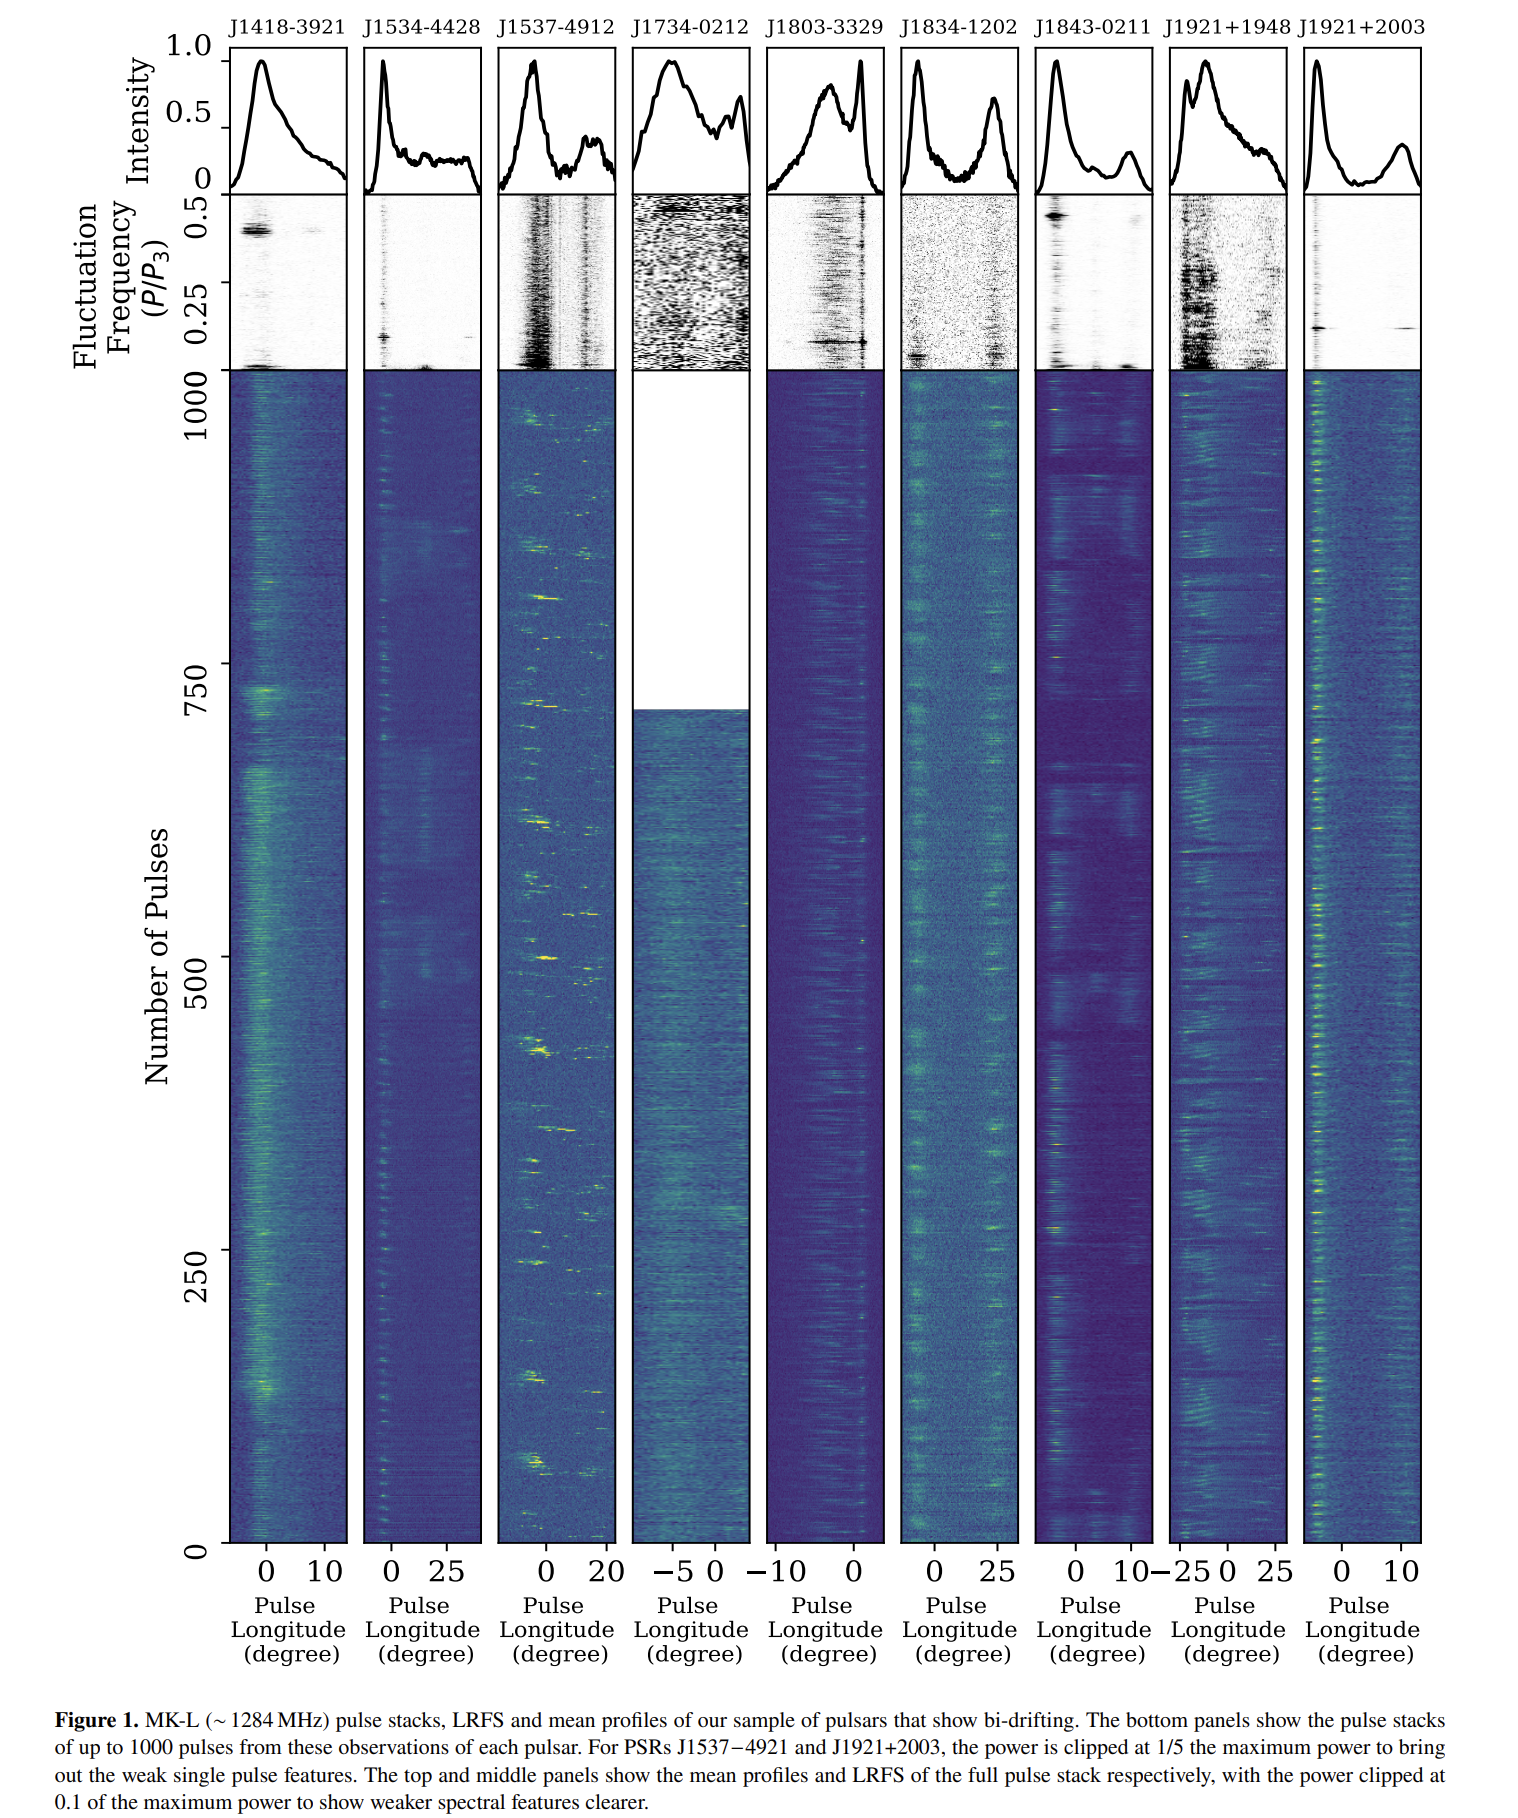 J1418-3921 J1534-4428 J1537-4912 J1734-0212 J1803-3329 J1834-1202 J1843-0211 J1921+1948 J1921+2003
1.0
0.5
0
Intensity
0.5
0.25
Fluctuation
Frequency
(P/P3)
1000
750
500
250
0
Number of Pulses
0 10 0 25 0 20 −5 0 −10 0 0 25 0 10 −25 0 25 0 10
Pulse Pulse Pulse Pulse Pulse Pulse Pulse Pulse Pulse
Longitude Longitude Longitude Longitude Longitude Longitude Longitude Longitude Longitude
(degree) (degree) (degree) (degree) (degree) (degree) (degree) (degree) (degree)
Figure 1. MK-L (∼ 1284 MHz) pulse stacks, LRFS and mean profiles of our sample of pulsars that show bi-drifting. The bottom panels show the pulse stacks
of up to 1000 pulses from these observations of each pulsar. For PSRs J1537−4921 and J1921+2003, the power is clipped at 1/5 the maximum power to bring
out the weak single pulse features. The top and middle panels show the mean profiles and LRFS of the full pulse stack respectively, with the power clipped at
0.1 of the maximum power to show weaker spectral features clearer.